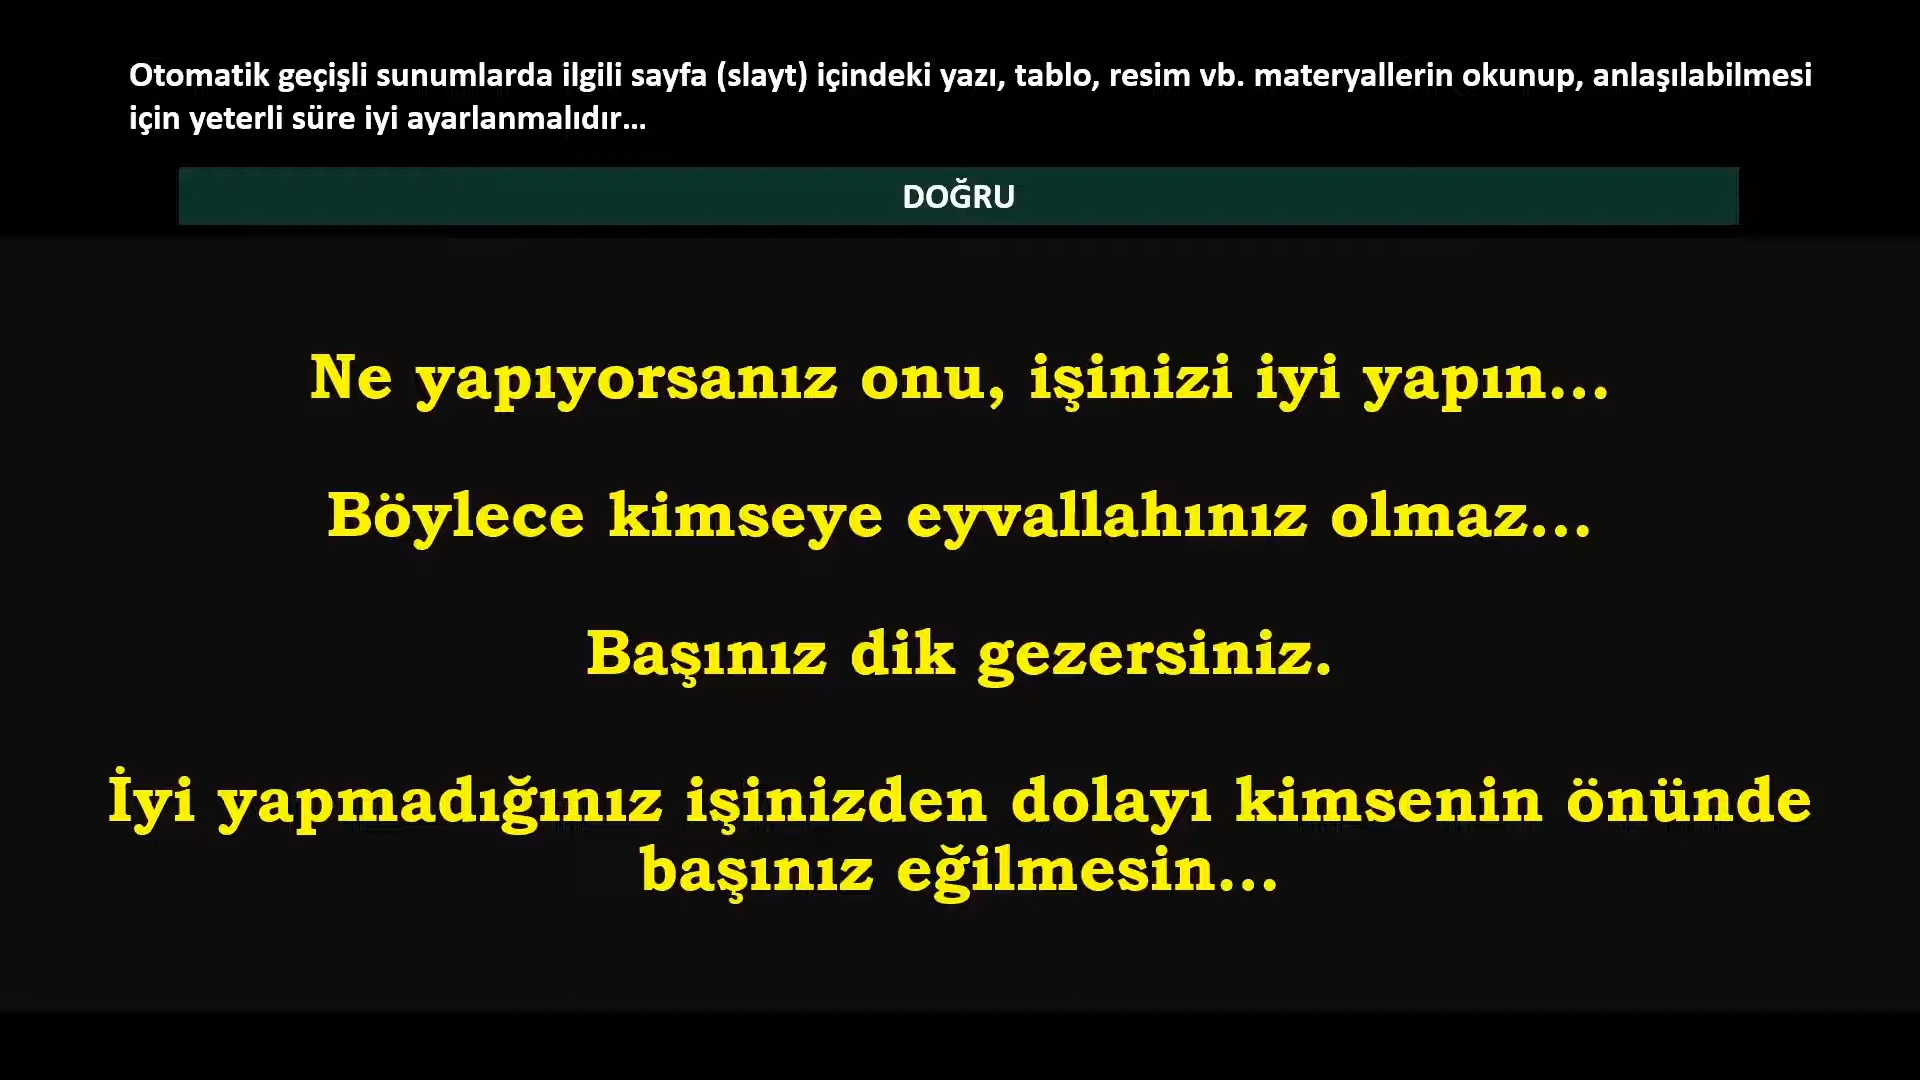 Otomatik geçişli sunumlarda ilgili sayfa (slayt) içindeki yazı, tablo, resim vb. materyallerin okunup, anlaşılabilmesi
için yeterli süre iyi ayarlanmalıdır...
DOĞRU
Ne yapıyorsanız onu, işinizi iyi yapın...
Böylece kimseye eyvallahınız olmaz...
Başınız dik gezersiniz.
İyi yapmadığınız işinizden dolayı kimsenin önünde
başınız eğilmesin...